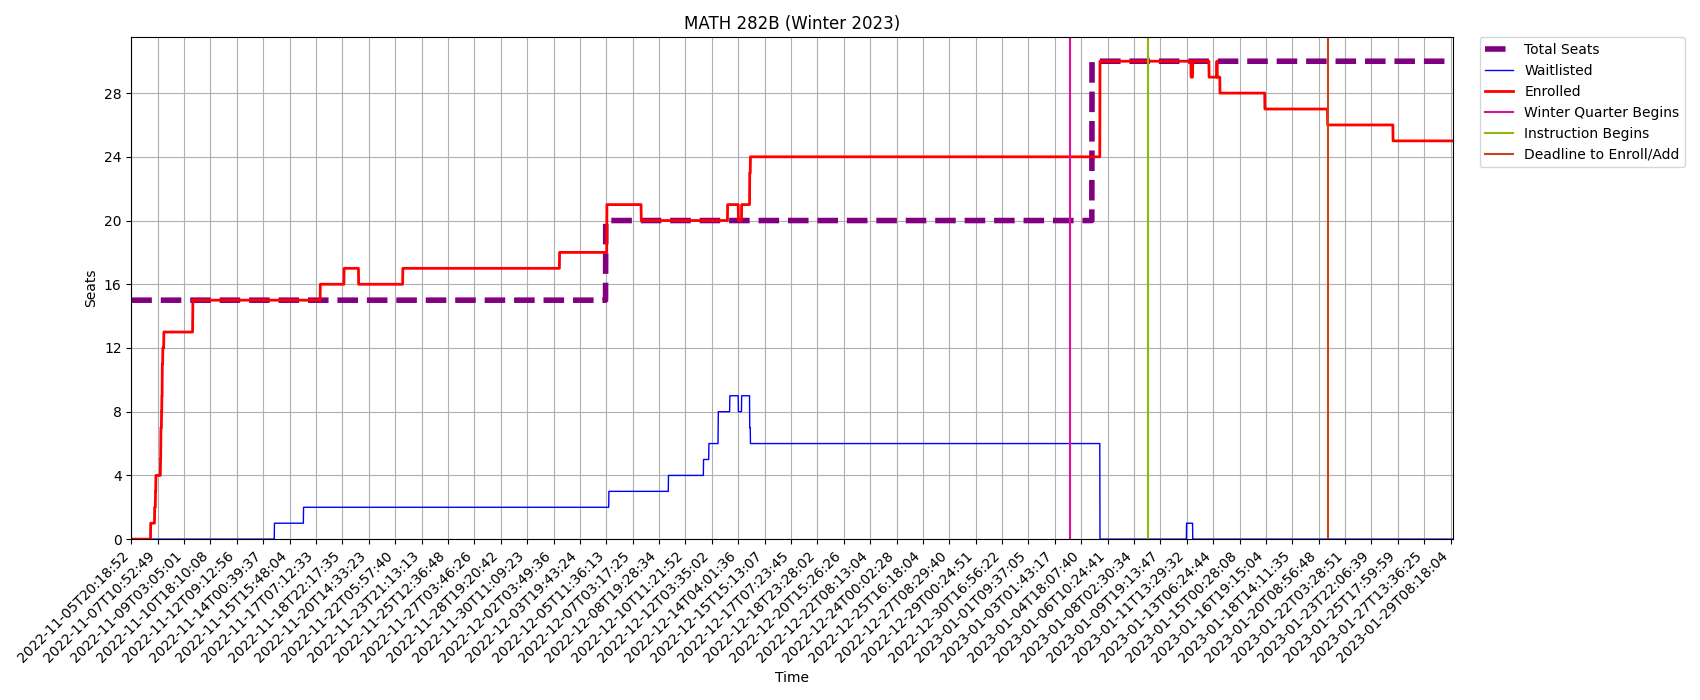 MATH 282B (Winter 2023)
Total Seats
Waitlisted
Enrolled
Winter Quarter Begins
Instruction Begins
Deadline to Enroll/Add
Seats
28
24
20
16
12
8
4
0
2022-11-05T20:18:52
2022-11-07T10:52:49
2022-11-09T03:05:01
2022-11-10T18:10:08
2022-11-12T09:12:56
2022-11-14T00:39:37
2022-11-15T15:48:04
2022-11-17T07:12:33
2022-11-18T22:17:35
2022-11-20T14:33:23
2022-11-22T05:57:40
2022-11-23T21:13:13
2022-11-25T12:36:48
2022-11-27T03:46:26
2022-11-28T19:20:42
2022-11-30T11:09:23
2022-12-02T03:49:36
2022-12-03T19:43:24
2022-12-05T11:36:13
2022-12-07T03:17:25
2022-12-08T19:28:34
2022-12-10T11:21:52
2022-12-12T03:35:02
2022-12-14T04:01:36
2022-12-15T15:13:07
2022-12-17T07:23:45
2022-12-18T23:28:02
2022-12-20T15:26:26
2022-12-22T08:13:04
2022-12-24T00:02:28
2022-12-25T16:18:04
2022-12-27T08:29:40
2022-12-29T00:24:51
2022-12-30T16:56:22
2023-01-01T09:37:05
2023-01-03T01:43:17
2023-01-04T18:07:40
2023-01-06T10:24:41
2023-01-08T02:30:34
2023-01-09T19:13:47
2023-01-11T13:29:32
2023-01-13T06:24:44
2023-01-15T00:28:08
2023-01-16T19:15:04
2023-01-18T14:11:35
2023-01-20T08:56:48
2023-01-22T03:28:51
2023-01-23T22:06:39
2023-01-25T17:59:59
2023-01-27T13:36:25
2023-01-29T08:18:04
Time